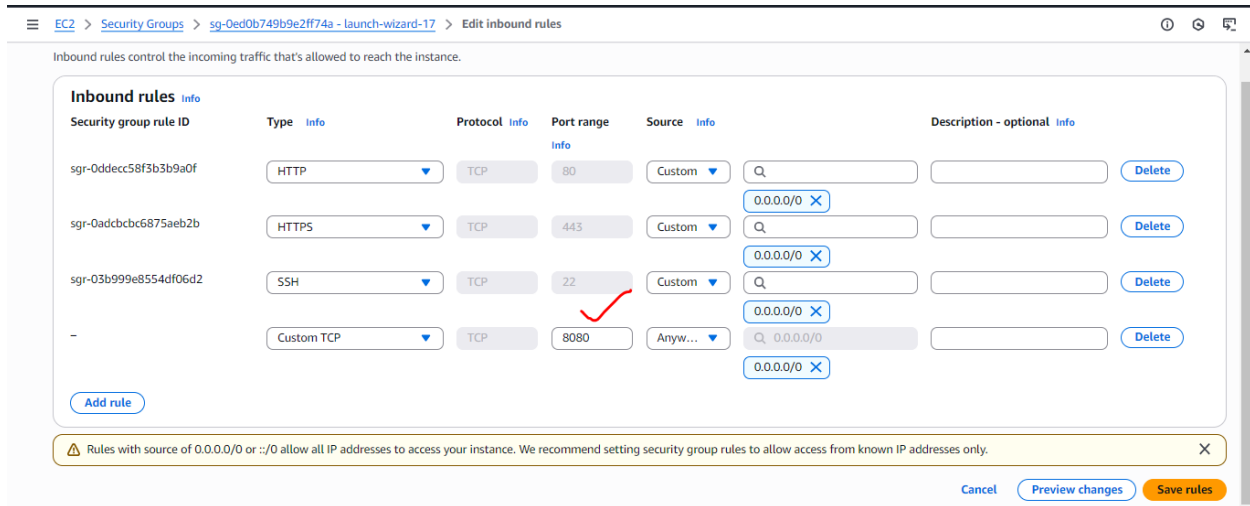 EC2 > Security Groups > sg-0ed0b749b9e2ff74a - launch-wizard-17 > Edit inbound rules
Inbound rules control the incoming traffic that's allowed to reach the instance.
Inbound rules Info
Security group rule ID Type Info Protocol Info Port range Info Source Info Description - optional Info
sgr-0ddecc58f3b3b9a0f HTTP TCP 80 Custom Delete
0.0.0.0/0
sgr-0adcbcbc6875aeb2b HTTPS TCP 443 Custom Delete
0.0.0.0/0
sgr-03b999e8554df06d2 SSH TCP 22 Custom Delete
0.0.0.0/0
– Custom TCP TCP 8080 Anyw... 0.0.0.0/0 Delete
0.0.0.0/0
Add rule
Rules with source of 0.0.0.0/0 or ::/0 allow all IP addresses to access your instance. We recommend setting security group rules to allow access from known IP addresses only.
Cancel Preview changes Save rules